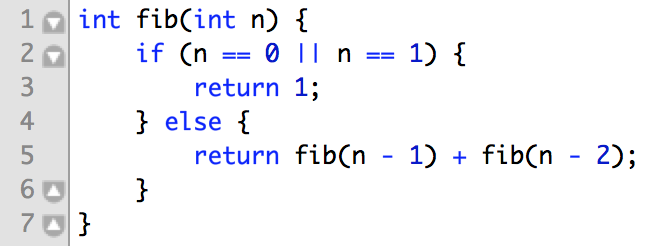 1 int fib(int n) {
2     if (n == 0 || n == 1) {
3         return 1;
4     } else {
5         return fib(n - 1) + fib(n - 2);
6     }
7 }